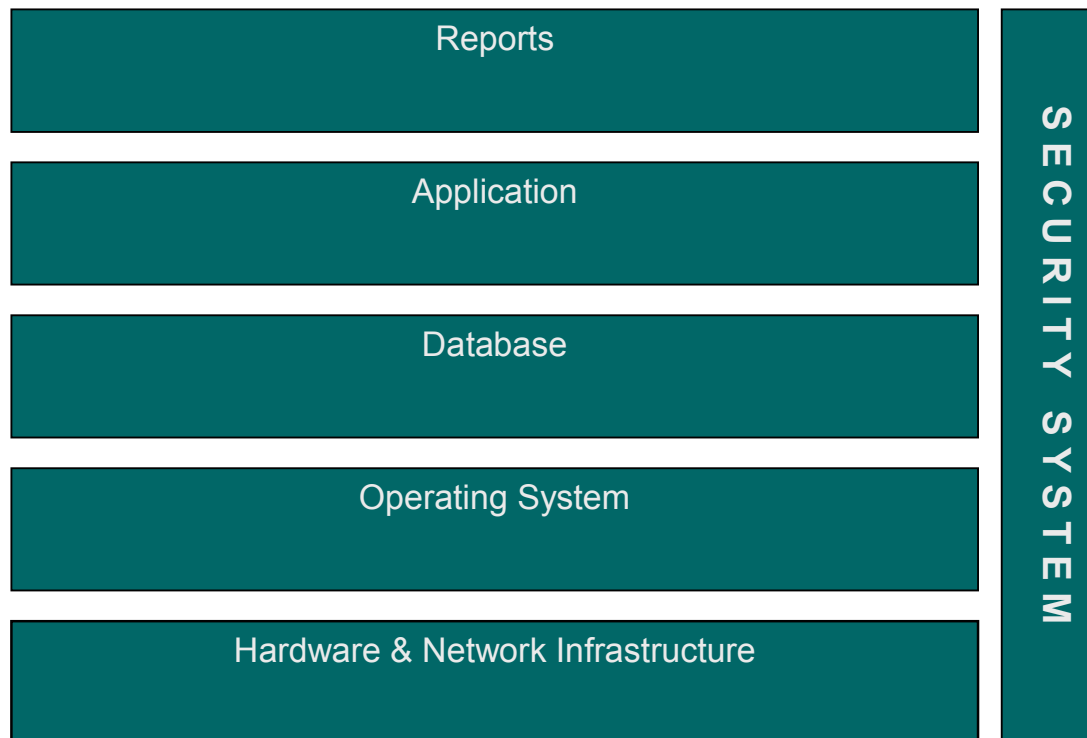 Reports
Application
Database
Operating System
Hardware & Network Infrastructure
SECURITY SYSTEM